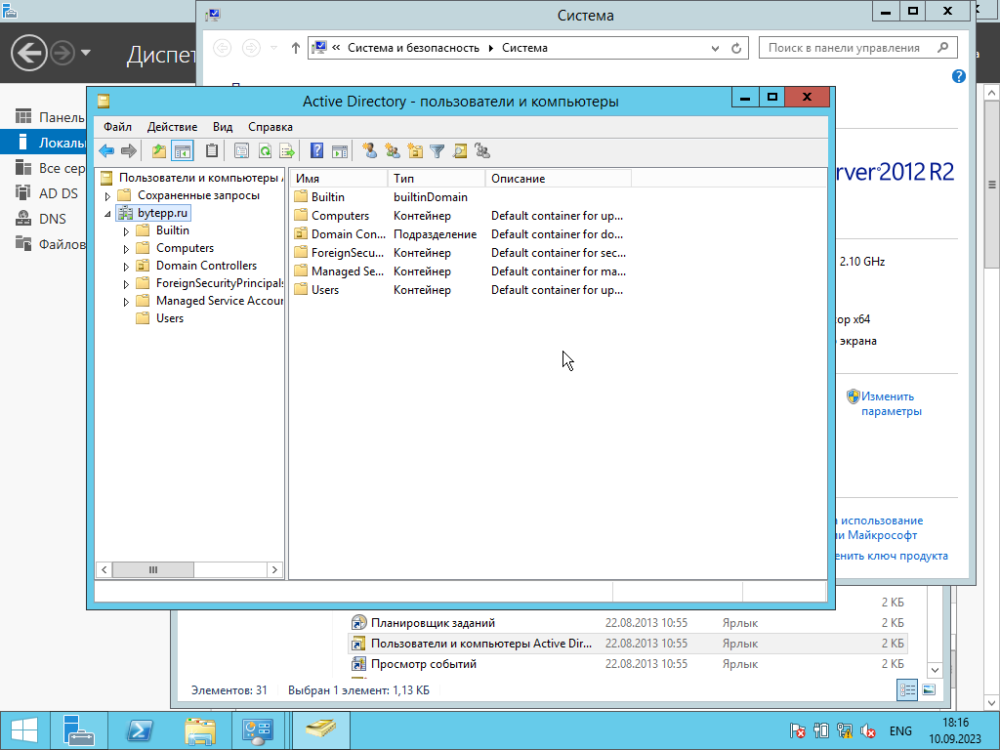 Система
Система и безопасность
Система
Поиск в панели управления
Диспет
Active Directory - пользователи и компьютеры
Файл Действие Вид Справка
Панель
Локаль
Все сер
AD DS
DNS
Файлов
Пользователи и компьютеры
Сохраненные запросы
bytepp.ru
Builtin
Computers
Domain Controllers
ForeignSecurityPrincipals
Managed Service Accour
Users
Имя Тип Описание
Builtin builtinDomain
Computers Контейнер Default container for up...
Domain Con... Подразделение Default container for do...
ForeignSecu... Контейнер Default container for sec...
Managed Se... Контейнер Default container for ma...
Users Контейнер Default container for up...
rver 2012 R2
2.10 GHz
ор x64
экрана
Изменить
параметры
использование
ии Майкрософт
енить ключ продукта
2 КБ
Планировщик заданий 22.08.2013 10:55 Ярлык 2 КБ
Пользователи и компьютеры Active Dir... 22.08.2013 10:55 Ярлык 2 КБ
Просмотр событий 22.08.2013 10:55 Ярлык 2 КБ
Элементов: 31 Выбран 1 элемент: 1,13 КБ
ENG
18:16
10.09.2023